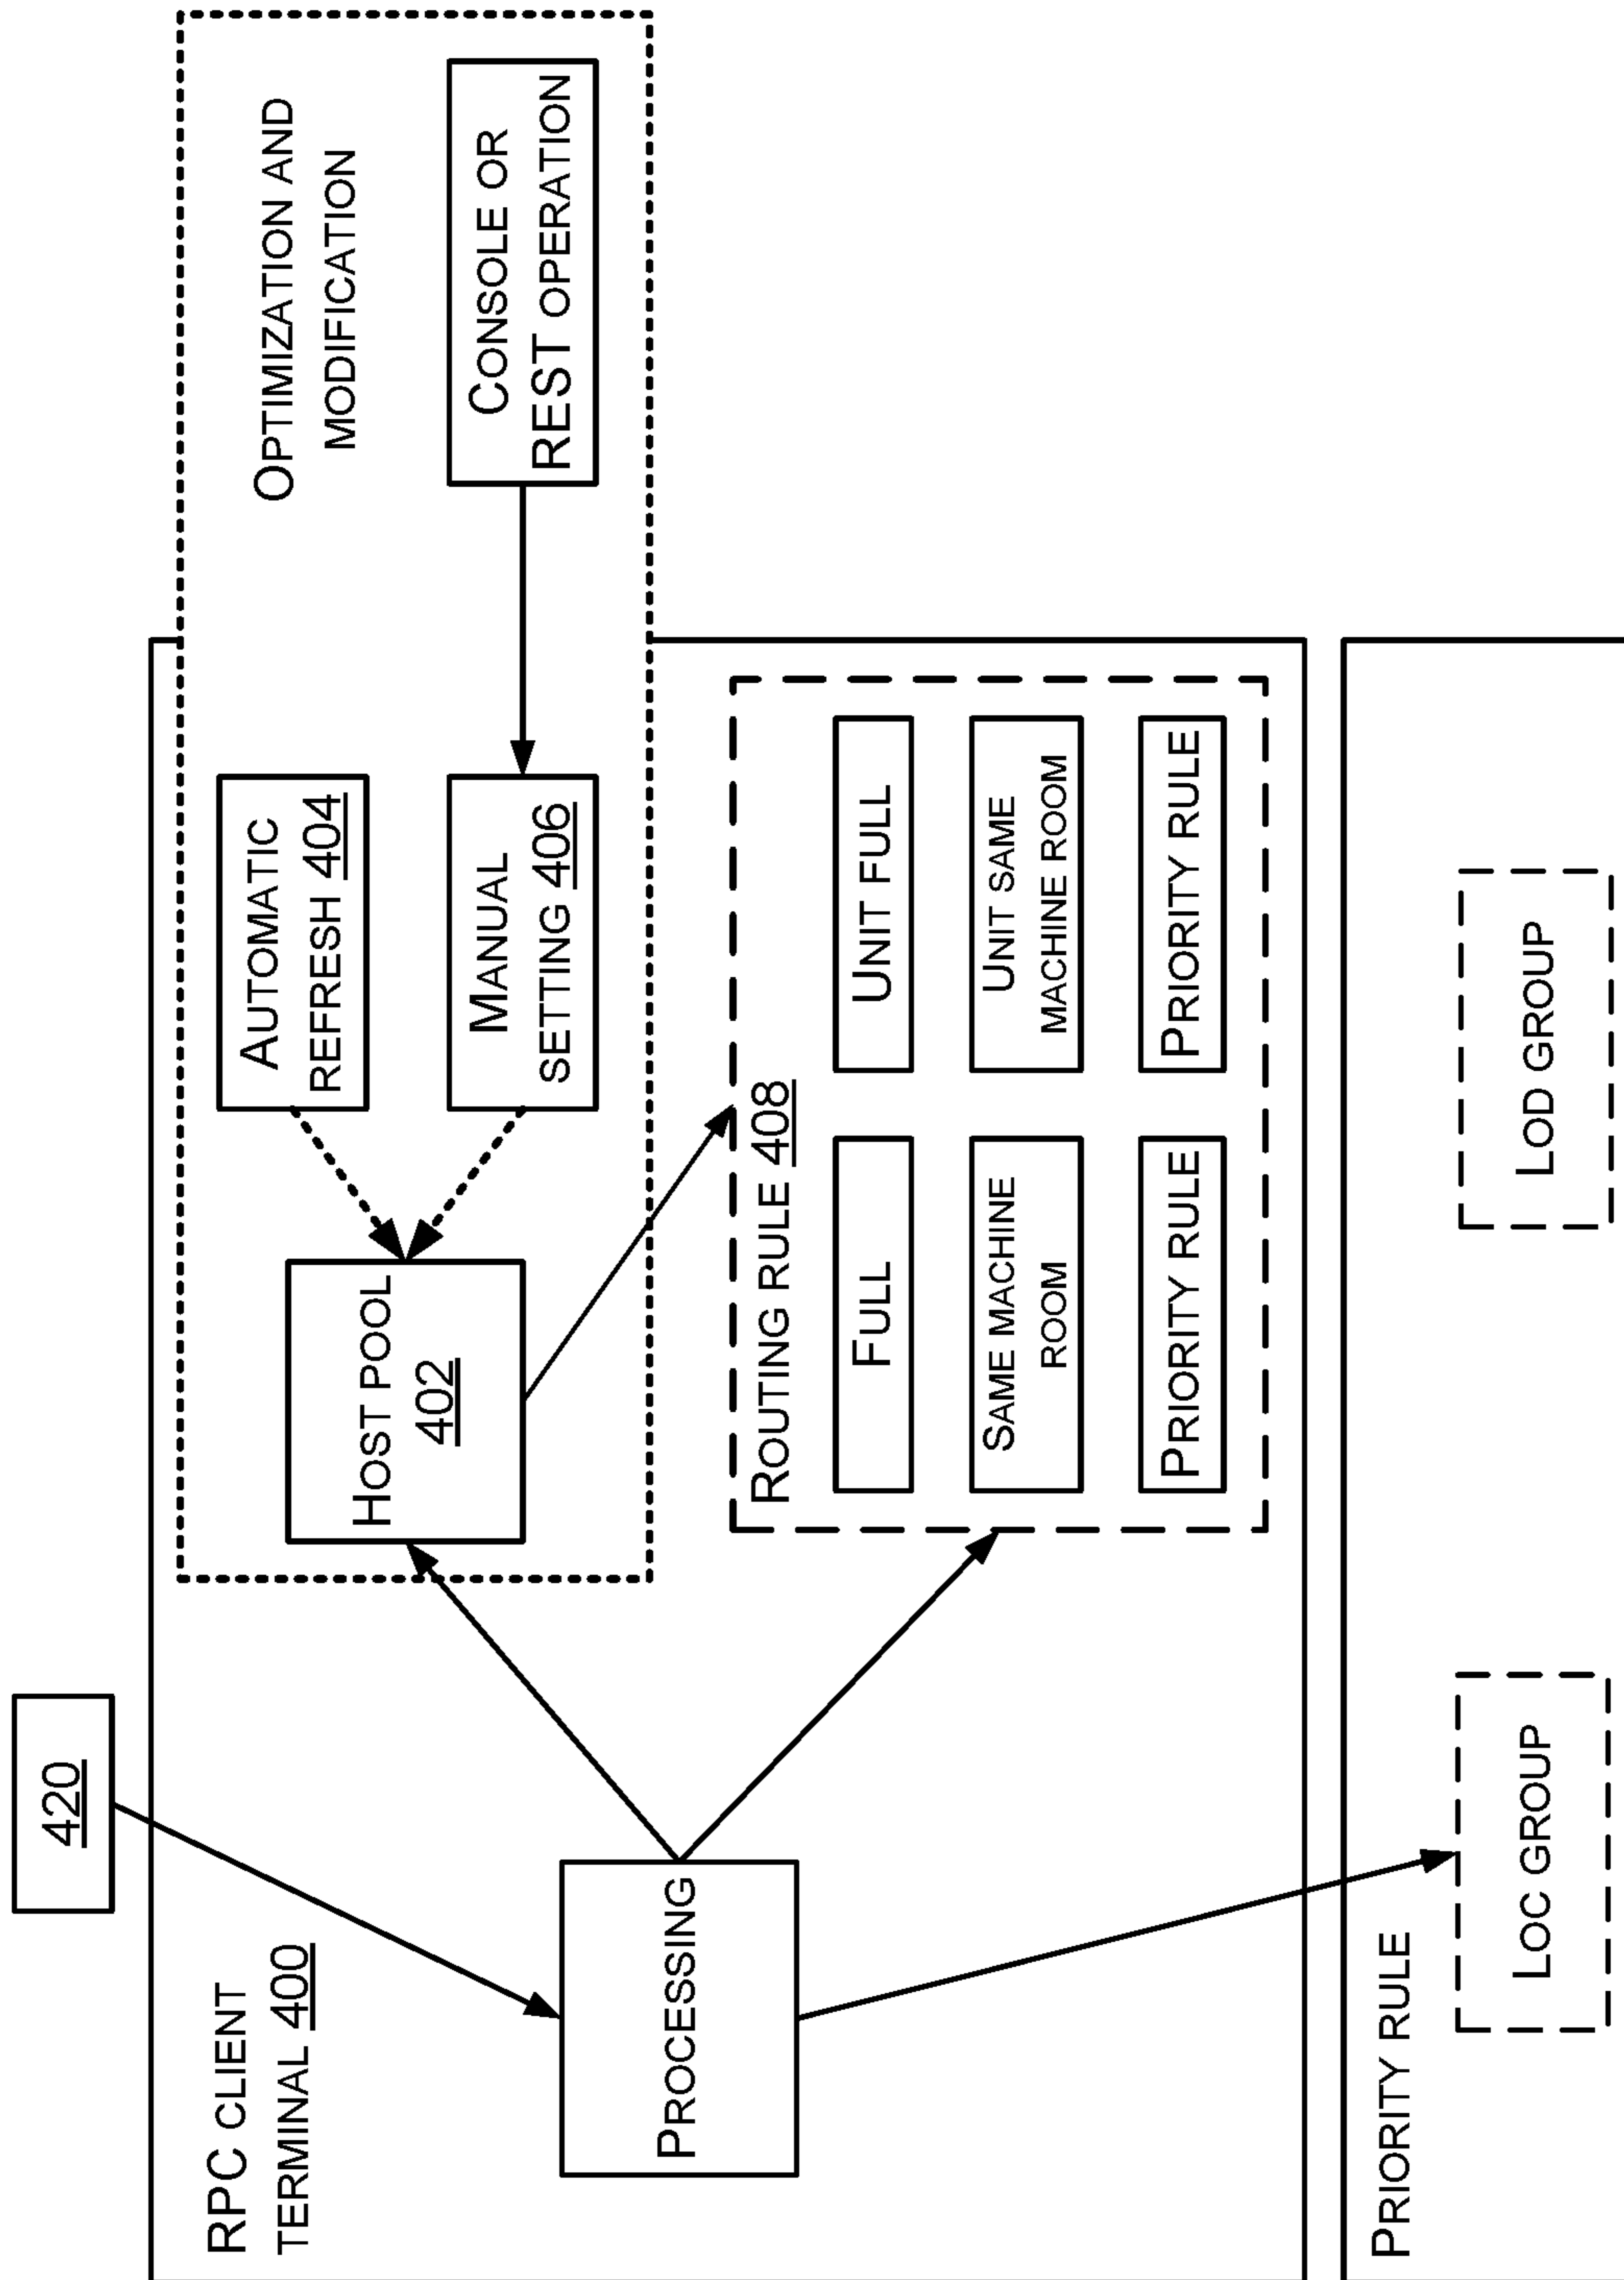 420
RPC CLIENT
TERMINAL 400
OPTIMIZATION AND
MODIFICATION
AUTOMATIC
REFRESH 404
HOST POOL
402
MANUAL
SETTING 406
CONSOLE OR
REST OPERATION
PROCESSING
ROUTING RULE 408
FULL
UNIT FULL
SAME MACHINE
ROOM
UNIT SAME
MACHINE ROOM
PRIORITY RULE
PRIORITY RULE
PRIORITY RULE
LOC GROUP
LOD GROUP